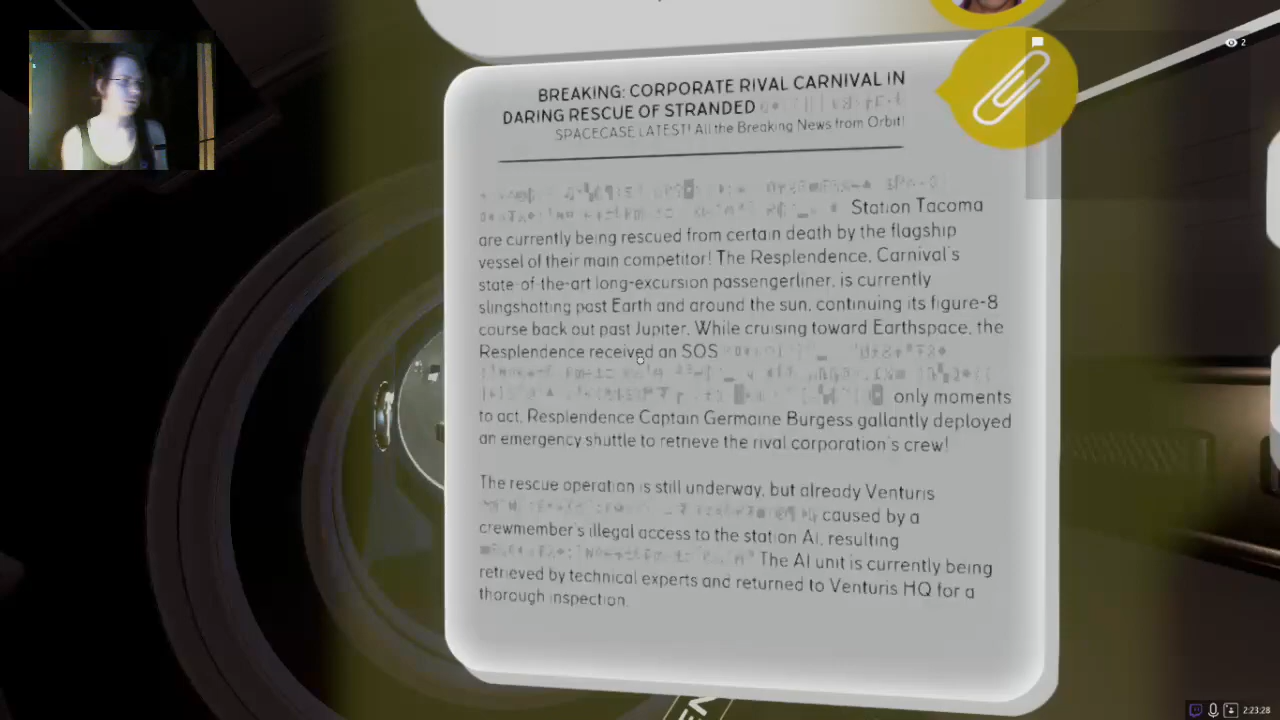 BREAKING: CORPORATE RIVAL CARNIVAL IN
DARING RESCUE OF STRANDED
SPACECASE LATEST! All the Breaking News from Orbit!
Station Tacoma
are currently being rescued from certain death by the flagship
vessel of their main competitor! The Resplendence, Carnival's
state-of-the-art long-excursion passengerliner, is currently
slingshotting past Earth and around the sun, continuing its figure-8
course back out past Jupiter. While cruising toward Earthspace, the
Resplendence received an SOS
only moments
to act, Resplendence Captain Germaine Burgess gallantly deployed
an emergency shuttle to retrieve the rival corporation's crew!
The rescue operation is still underway, but already Venturis
caused by a
crewmember's illegal access to the station AI, resulting
The AI unit is currently being
retrieved by technical experts and returned to Venturis HQ for a
thorough inspection.
2
2:23:28